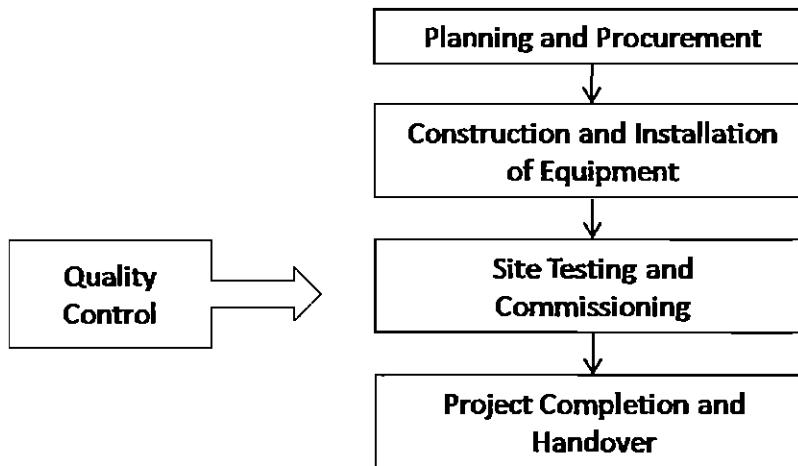 Planning and Procurement
Construction and Installation
of Equipment
Quality
Control
Site Testing and
Commissioning
Project Completion and
Handover